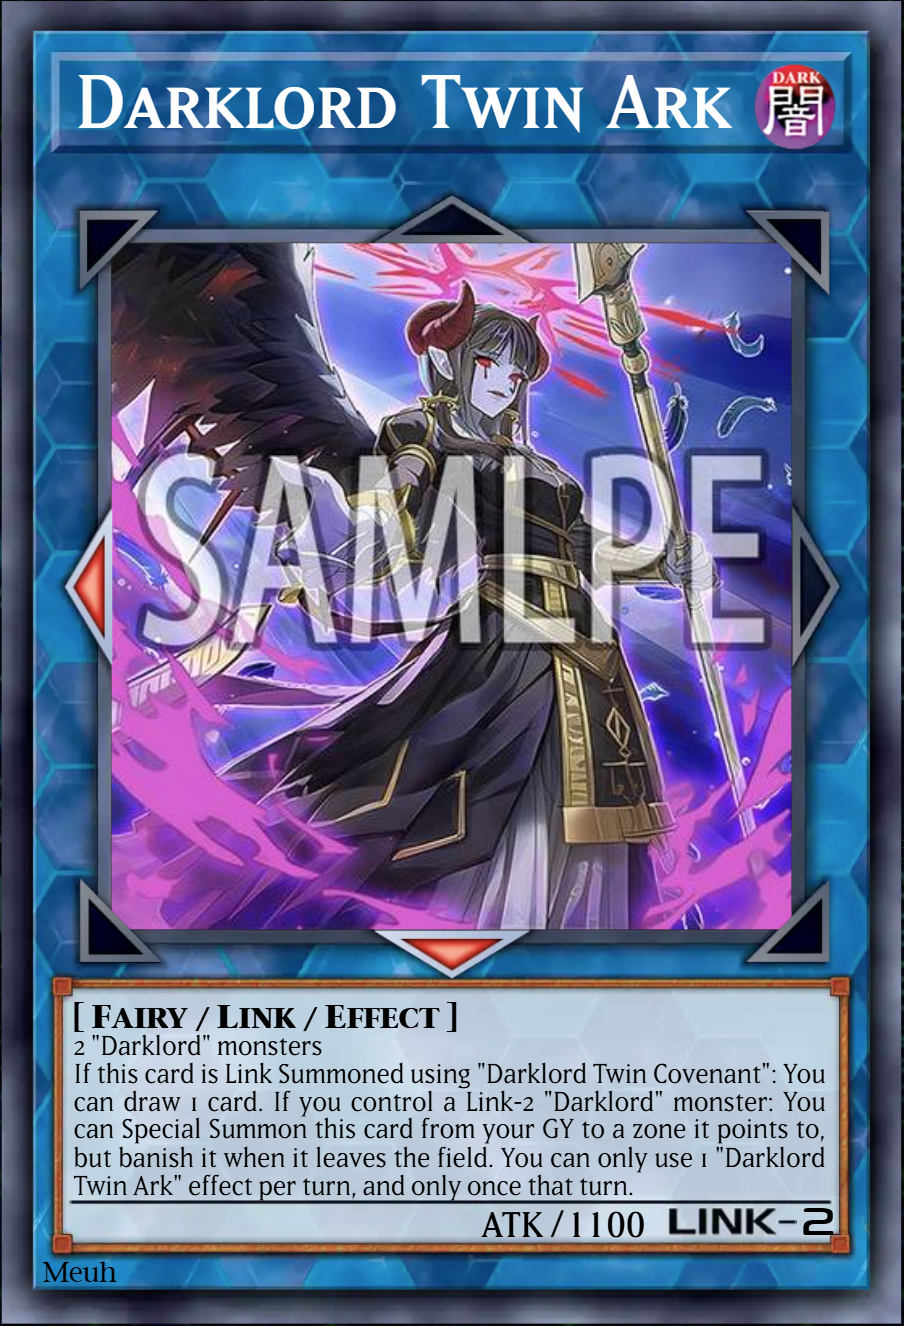 Darklord Twin Ark
DARK
闇
SAMLPE
[ Fairy / Link / Effect ]
2 "Darklord" monsters
If this card is Link Summoned using "Darklord Twin Covenant": You
can draw 1 card. If you control a Link-2 "Darklord" monster: You
can Special Summon this card from your GY to a zone it points to,
but banish it when it leaves the field. You can only use 1 "Darklord
Twin Ark" effect per turn, and only once that turn.
ATK/1100 LINK-2
Meuh